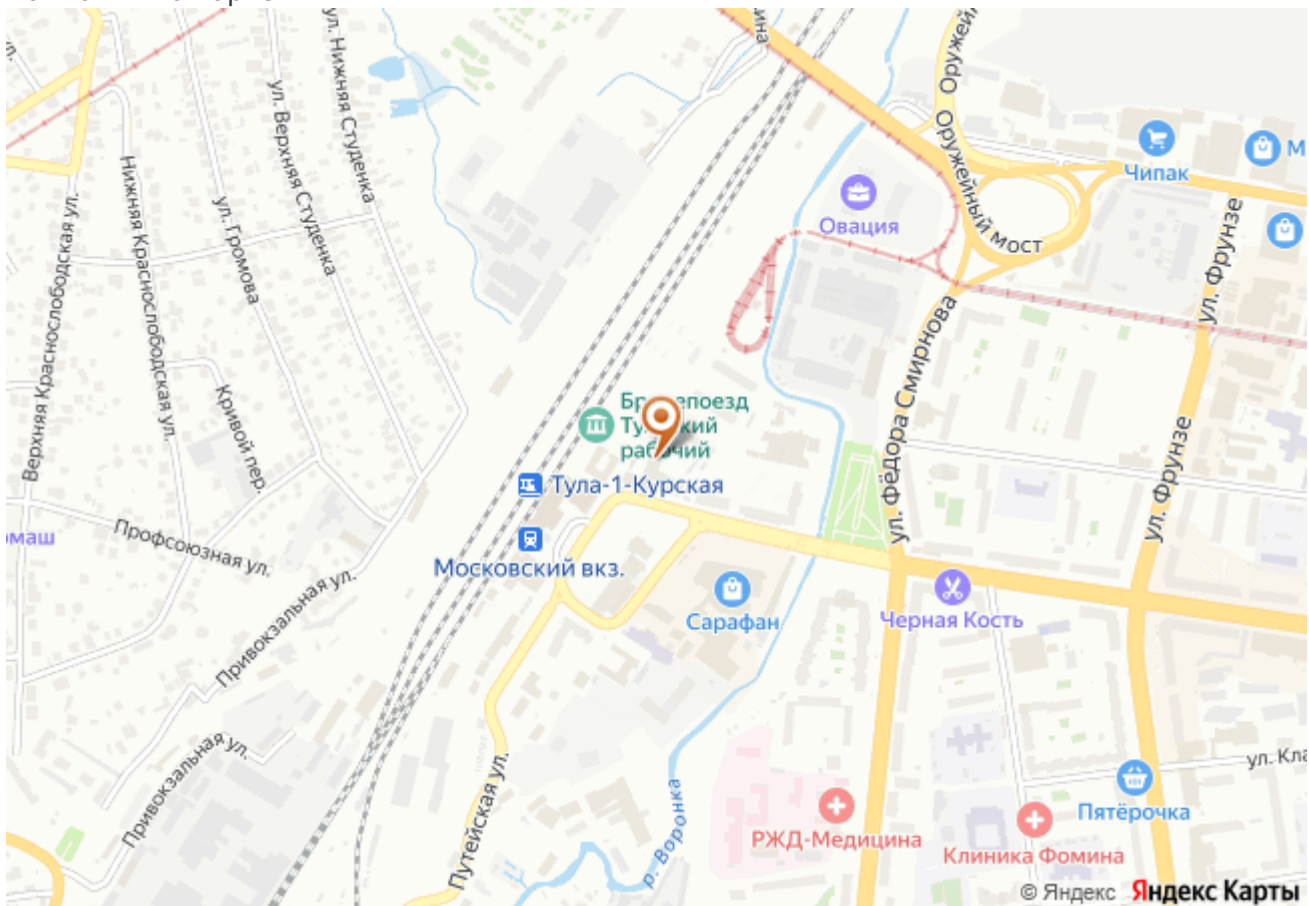 ул. Нижняя Студенка
ул. Верхняя Студенка
ул. Громова
Нижняя Краснослободская ул.
Верхняя Краснослободская ул.
Кривой пер.
Профсоюзная ул.
Привокзальная ул.
Привокзальная ул.
Оружейный мост
Чипак
М
Овация
ул. Фрунзе
ул. Фрунзе
ул. Фёдора Смирнова
рабочий
Тула-1-Курская
Московский вкз.
Сарафан
Черная Кость
Путейская ул.
р. Воронка
РЖД-Медицина
Клиника Фомина
Пятёрочка
ул. Кла
© Яндекс Яндекс Карты